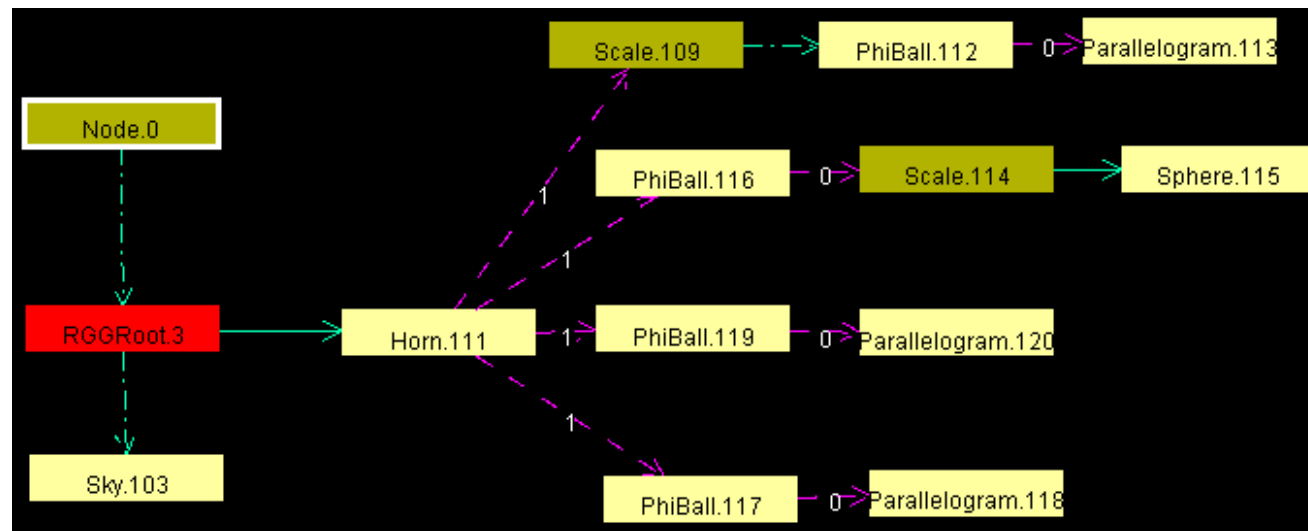 Scale.109
PhiBall.112
0
Parallelogram.113
Node.0
1
PhiBall.116
0
Scale.114
Sphere.115
1
RGGRoot.3
Horn.111
1
PhiBall.119
0
Parallelogram.120
1
Sky.103
PhiBall.117
0
Parallelogram.118